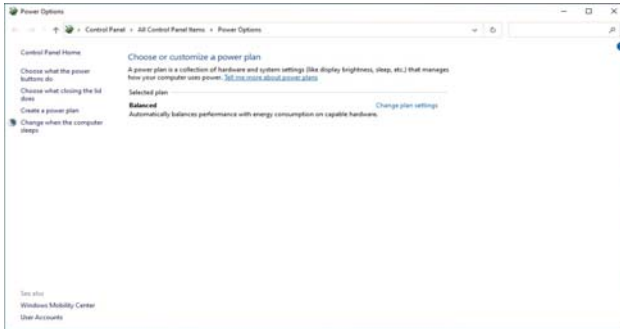 Power Options
Control Panel > All Control Panel Items > Power Options
Control Panel Home
Choose what the power
buttons do
Choose what closing the lid
does
Create a power plan
Change when the computer
sleeps
Choose or customize a power plan
A power plan is a collection of hardware and system settings (like display brightness, sleep, etc.) that manages
how your computer uses power. Tell me more about power plans
Selected plan
Balanced Change plan settings
Automatically balances performance with energy consumption on capable hardware.
See also
Windows Mobility Center
User Accounts